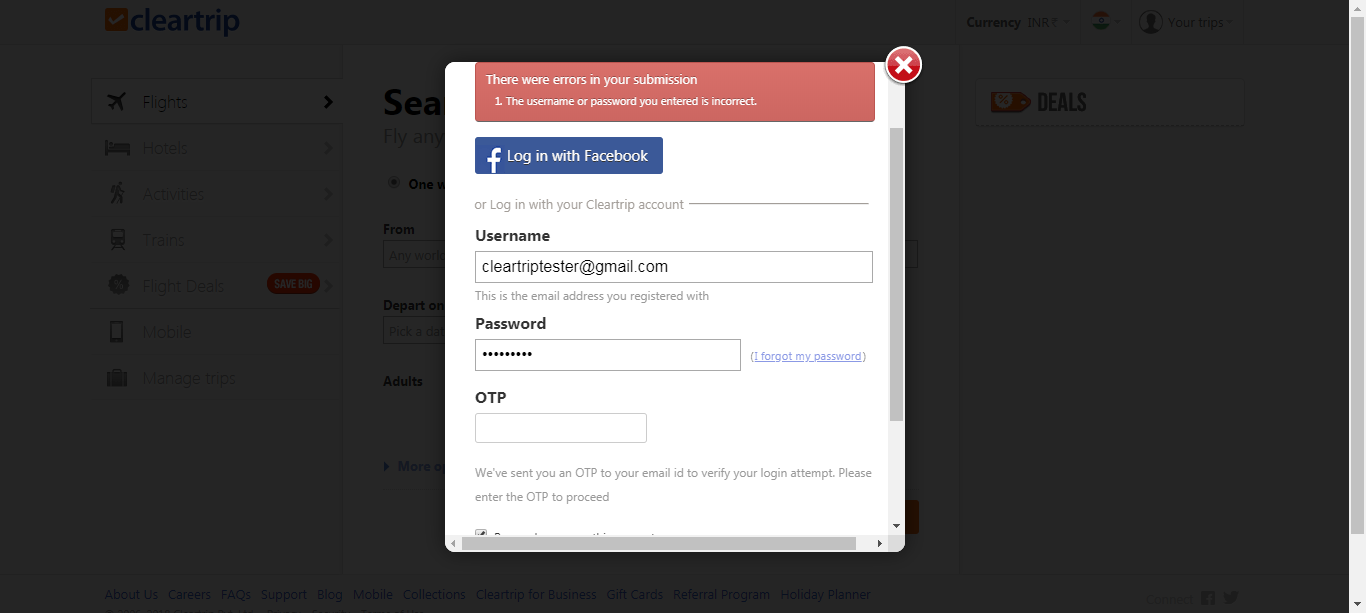 cleartrip
Currency INR ₹
Your trips
Flights
Hotels
Activities
Trains
Flight Deals SAVE BIG
Mobile
Manage trips
Sea
Fly any
One w
From
Any worl
Depart on
Pick a da
Adults
More op
DEALS
There were errors in your submission
1. The username or password you entered is incorrect.
f Log in with Facebook
or Log in with your Cleartrip account
Username
cleartriptester@gmail.com
This is the email address you registered with
Password
•••••••••
(I forgot my password)
OTP
We've sent you an OTP to your email id to verify your login attempt. Please
enter the OTP to proceed
About Us Careers FAQs Support Blog Mobile Collections Cleartrip for Business Gift Cards Referral Program Holiday Planner
Connect